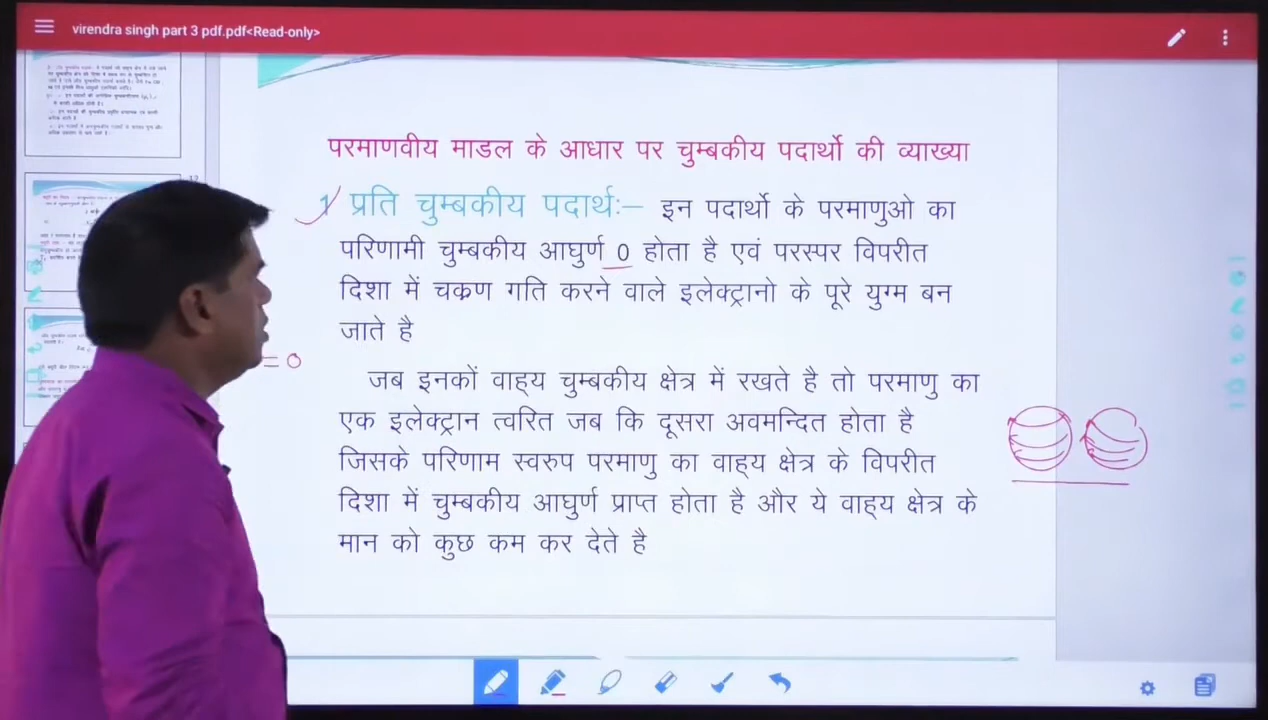 virendra singh part 3 pdf.pdf<Read-only>
परमाणवीय माडल के आधार पर चुम्बकीय पदार्थो की व्याख्या
1 प्रति चुम्बकीय पदार्थः– इन पदार्थो के परमाणुओ का
परिणामी चुम्बकीय आघुर्ण 0 होता है एवं परस्पर विपरीत
दिशा में चक्रण गति करने वाले इलेक्ट्रानो के पूरे युग्म बन
जाते है
= 0
जब इनकों वाह्य चुम्बकीय क्षेत्र में रखते है तो परमाणु का
एक इलेक्ट्रान त्वरित जब कि दूसरा अवमन्दित होता है
जिसके परिणाम स्वरुप परमाणु का वाह्य क्षेत्र के विपरीत
दिशा में चुम्बकीय आघुर्ण प्राप्त होता है और ये वाह्य क्षेत्र के
मान को कुछ कम कर देते है